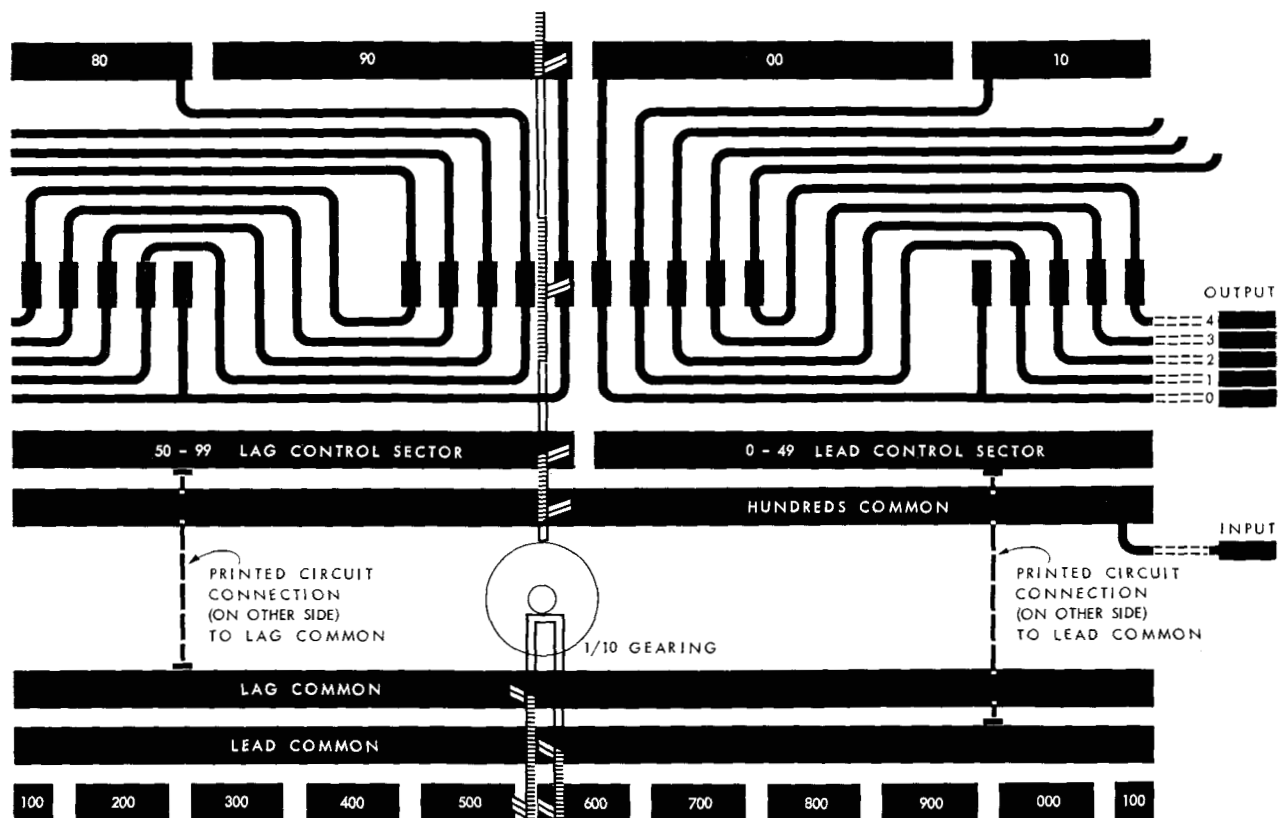 80 90 00 10
OUTPUT
4
3
2
1
0
50 – 99 LAG CONTROL SECTOR
0 – 49 LEAD CONTROL SECTOR
HUNDREDS COMMON
INPUT
PRINTED CIRCUIT
CONNECTION
(ON OTHER SIDE)
TO LAG COMMON
PRINTED CIRCUIT
CONNECTION
(ON OTHER SIDE)
TO LEAD COMMON
1/10 GEARING
LAG COMMON
LEAD COMMON
100 200 300 400 500 600 700 800 900 000 100